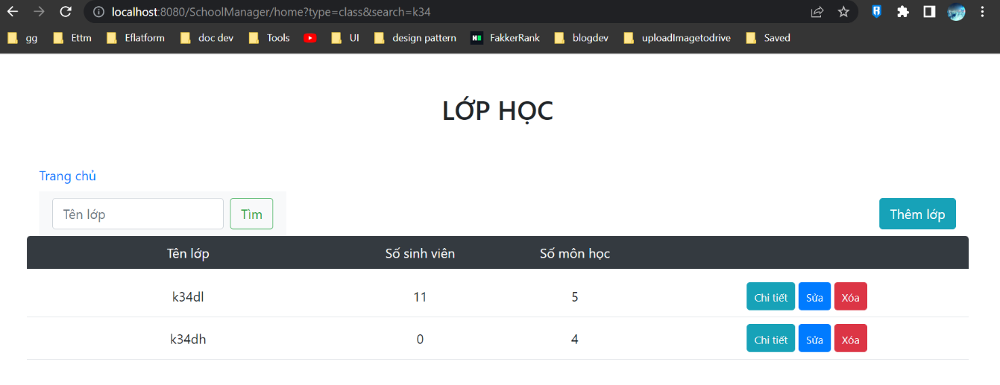 localhost:8080/SchoolManager/home?type=class&search=k34
gg Ettm Eflatform doc dev Tools UI design pattern FakkerRank blogdev uploadImagetodrive Saved
LỚP HỌC
Trang chủ
Tên lớp Tìm Thêm lớp
Tên lớp Số sinh viên Số môn học
k34dl 11 5 Chi tiết Sửa Xóa
k34dh 0 4 Chi tiết Sửa Xóa